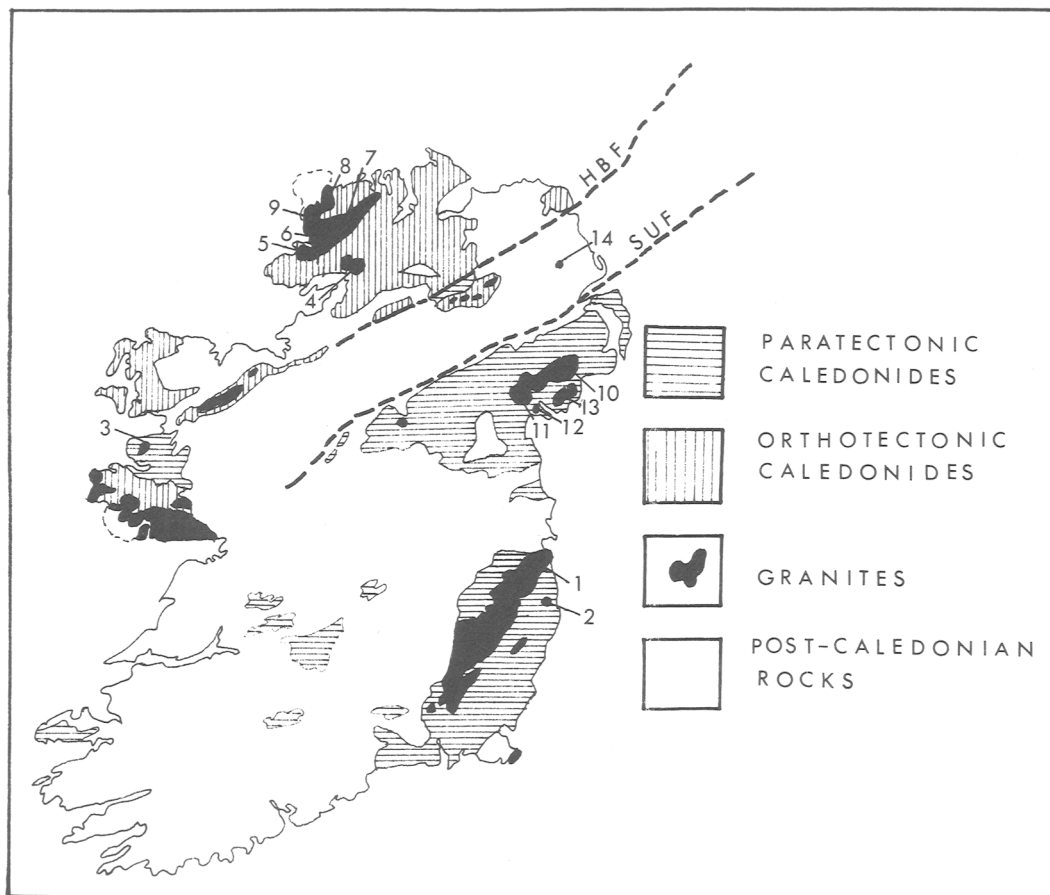 8
7
HBF
9
6
SUF
5
14
4
PARATECTONIC
CALEDONIDES
10
13
3
11
12
ORTHOTECTONIC
CALEDONIDES
1
GRANITES
2
POST-CALEDONIAN
ROCKS